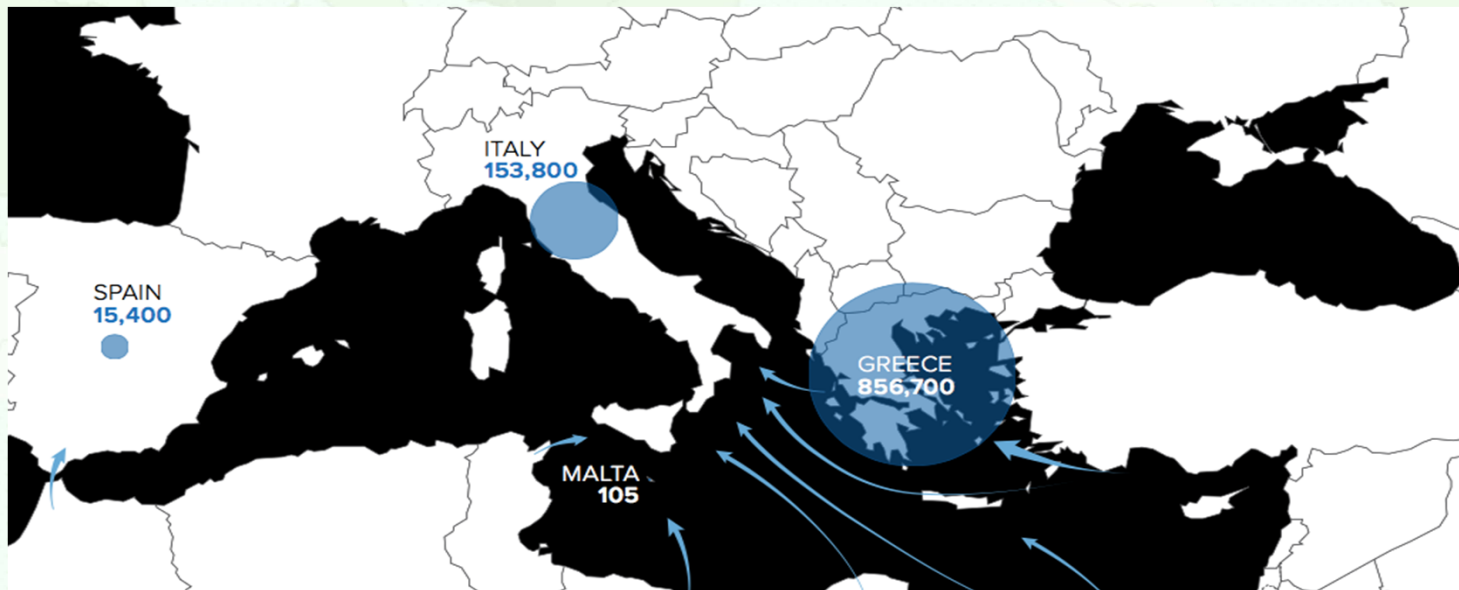 ITALY
153,800
SPAIN
15,400
GREECE
856,700
MALTA
105